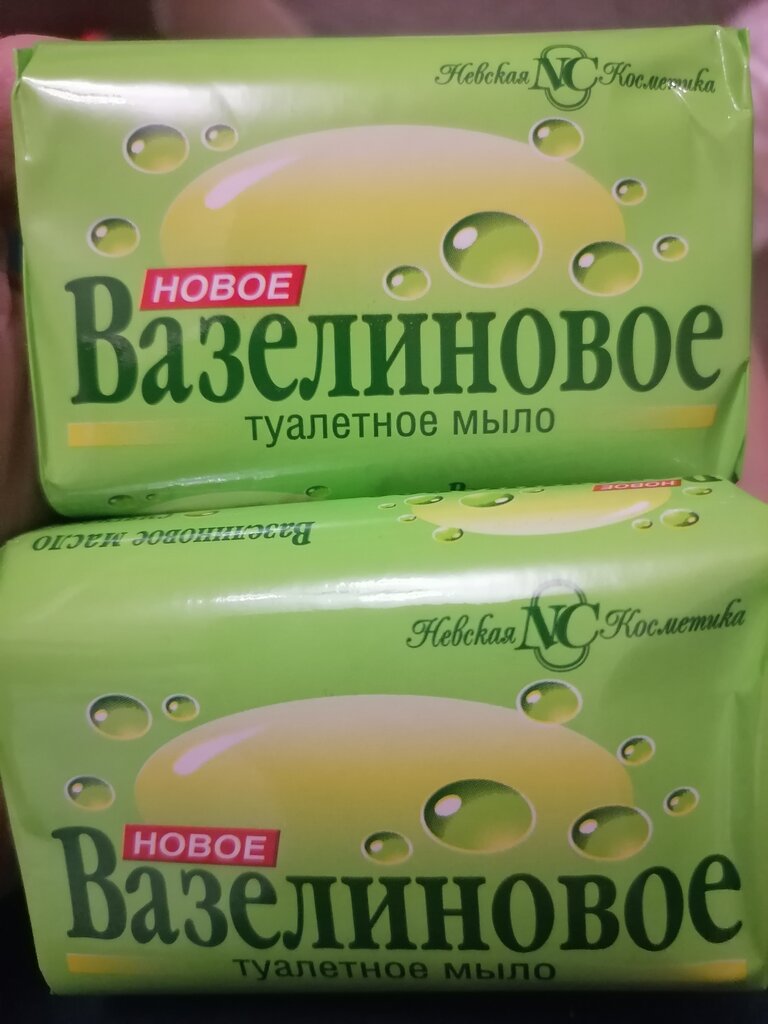 Невская NC Косметика
НОВОЕ
Вазелиновое
туалетное мыло
НОВОЕ
Вазелиновое масло
Невская NC Косметика
НОВОЕ
Вазелиновое
туалетное мыло